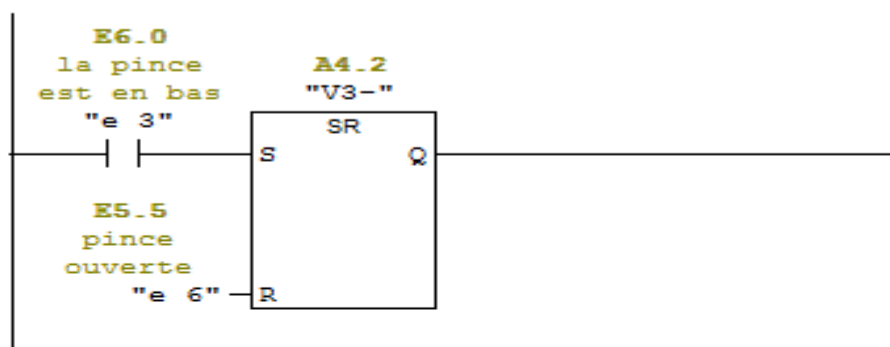 E6.0
la pince
est en bas
"e 3"
A4.2
"V3-"
SR
S
Q
E5.5
pince
ouverte
"e 6"
R